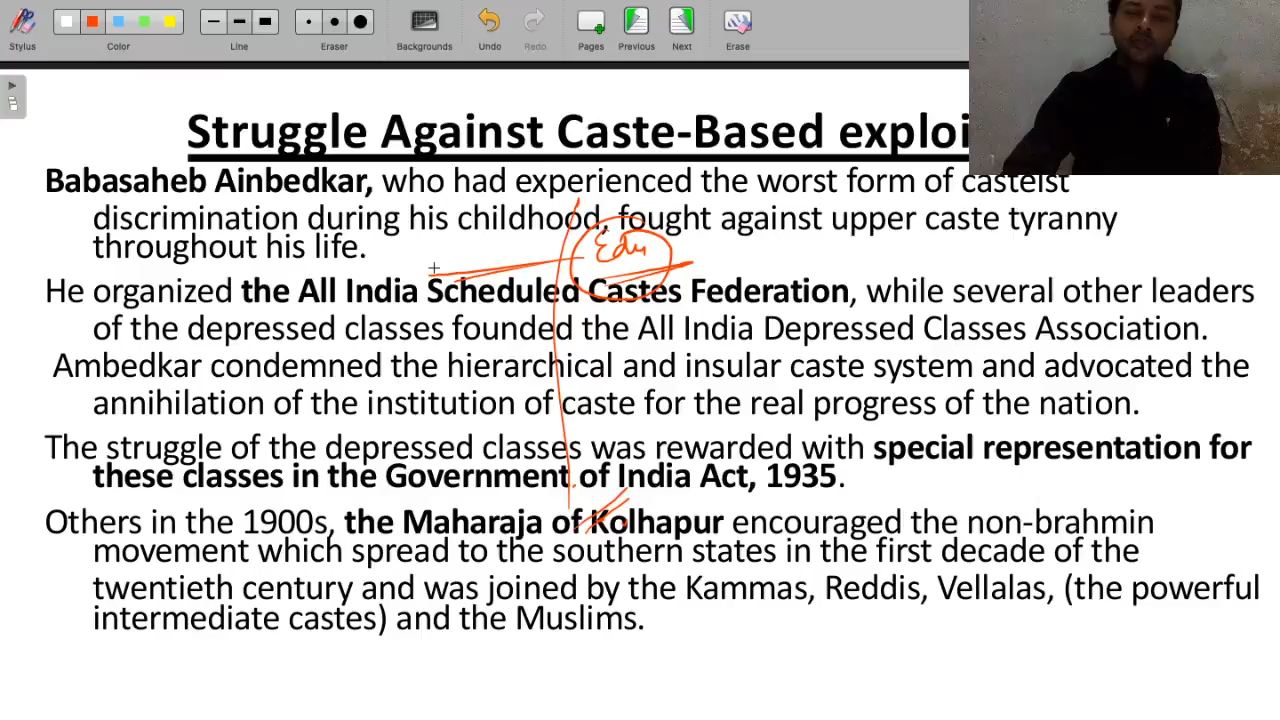 Stylus
Color
Line
Eraser
Backgrounds
Undo
Redo
Pages
Previous
Next
Erase
Struggle Against Caste-Based exploi
Babasaheb Ainbedkar, who had experienced the worst form of casteist
discrimination during his childhood, fought against upper caste tyranny
throughout his life.
Edu
He organized the All India Scheduled Castes Federation, while several other leaders
of the depressed classes founded the All India Depressed Classes Association.
Ambedkar condemned the hierarchical and insular caste system and advocated the
annihilation of the institution of caste for the real progress of the nation.
The struggle of the depressed classes was rewarded with special representation for
these classes in the Government of India Act, 1935.
Others in the 1900s, the Maharaja of Kolhapur encouraged the non-brahmin
movement which spread to the southern states in the first decade of the
twentieth century and was joined by the Kammas, Reddis, Vellalas, (the powerful
intermediate castes) and the Muslims.